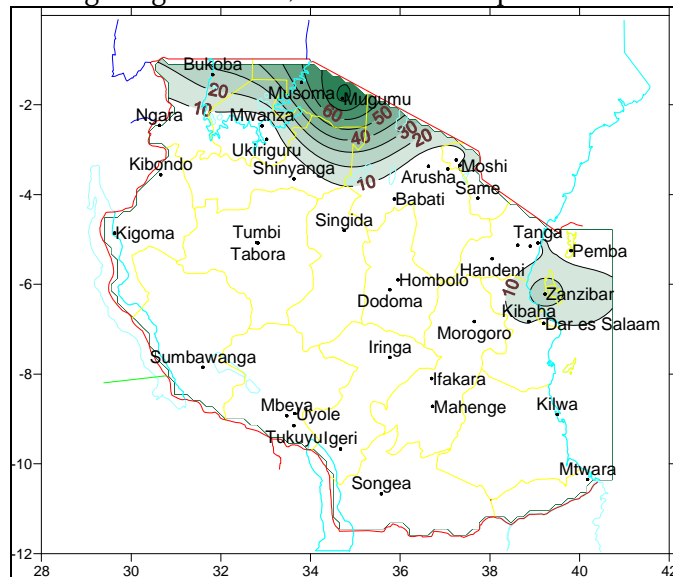 Bukoba
20
Musoma
-2
10
Mugumu
60
50
Ngara
Mwanza
40
30
20
Ukiriguru
Kibondo
Shinyanga
10
Arusha
Moshi
-4
Babati
Same
Kigoma
Tumbi
Singida
Tanga
Tabora
Pemba
-6
Hombolo
Handeni
10
Dodoma
Zanzibar
Kibaha
Morogoro
Dar es Salaam
Sumbawanga
Iringa
-8
Ifakara
Mbeya
Uyole
Mahenge
Kilwa
Tukuyu
Igeri
-10
Songea
Mtwara
-12
28 30 32 34 36 38 40 42